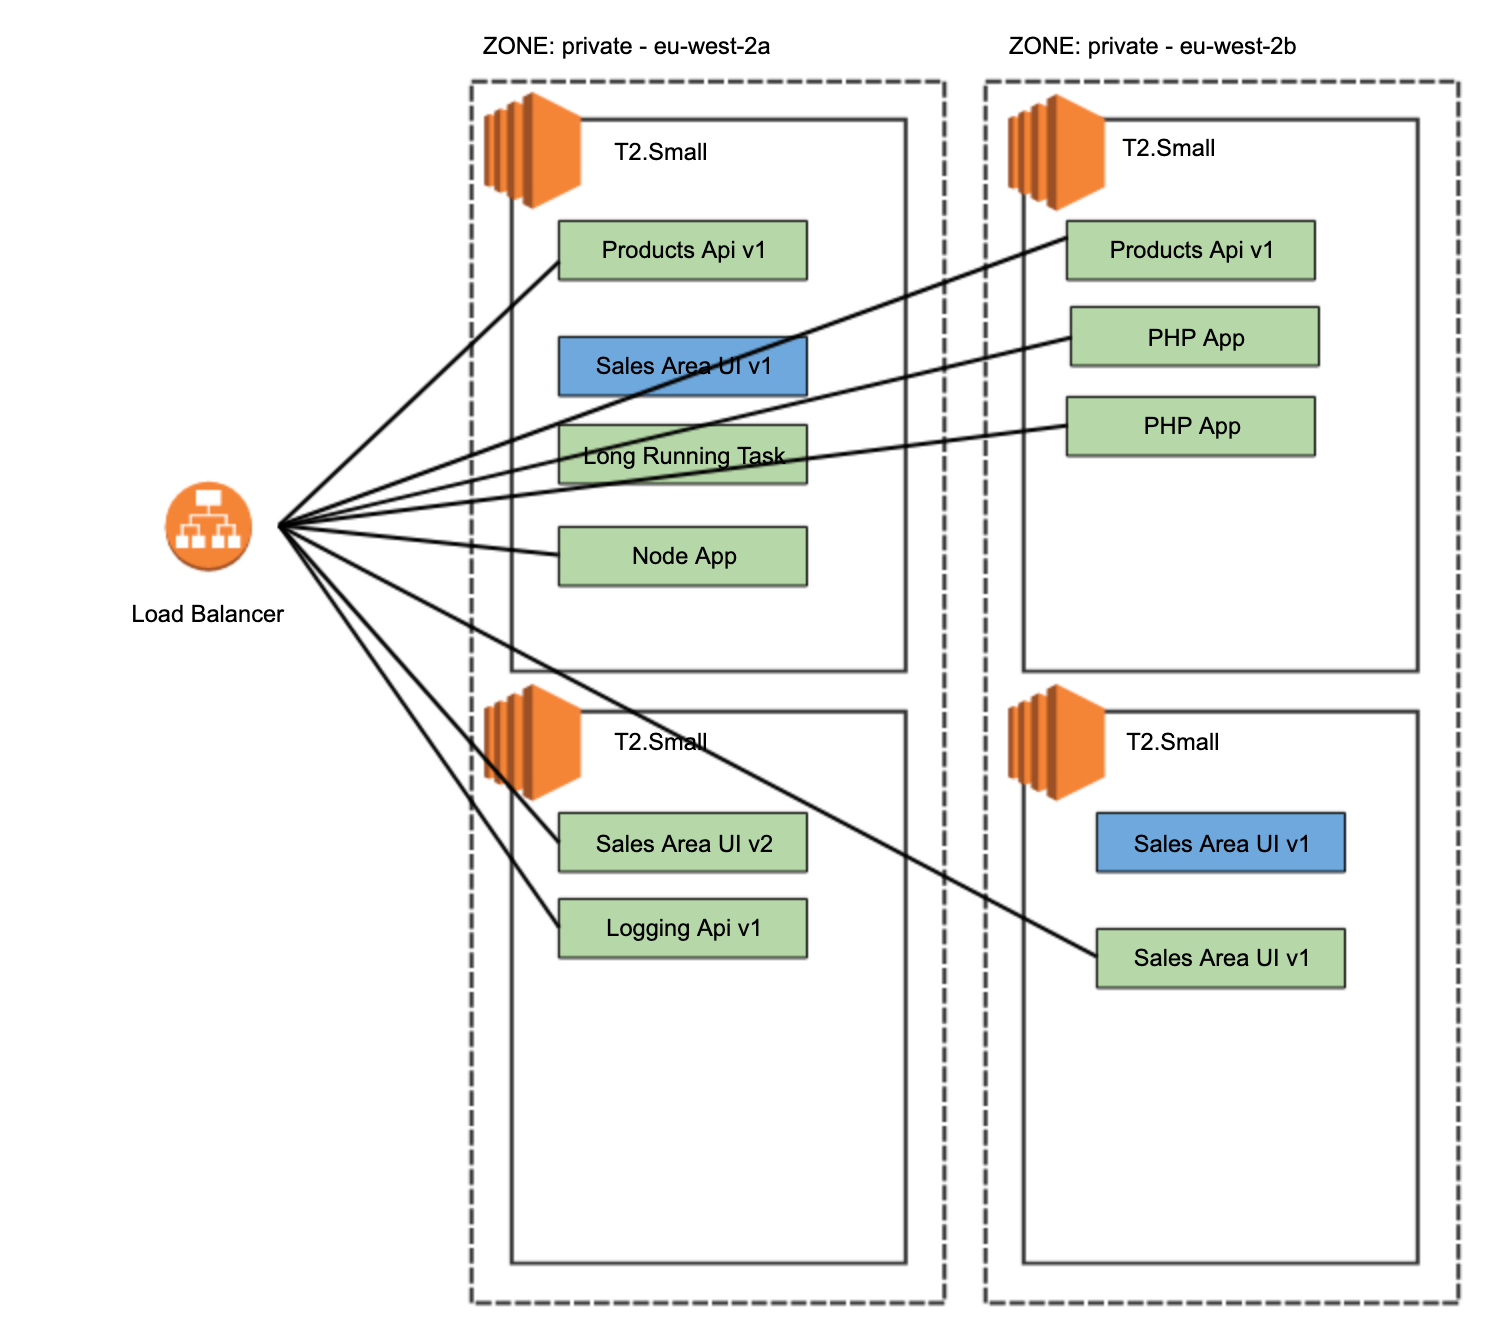 ZONE: private - eu-west-2a
ZONE: private - eu-west-2b
T2.Small
Products Api v1
Sales Area UI v1
Long Running Task
Node App
T2.Small
Products Api v1
PHP App
PHP App
Load Balancer
T2.Small
Sales Area UI v2
Logging Api v1
T2.Small
Sales Area UI v1
Sales Area UI v1